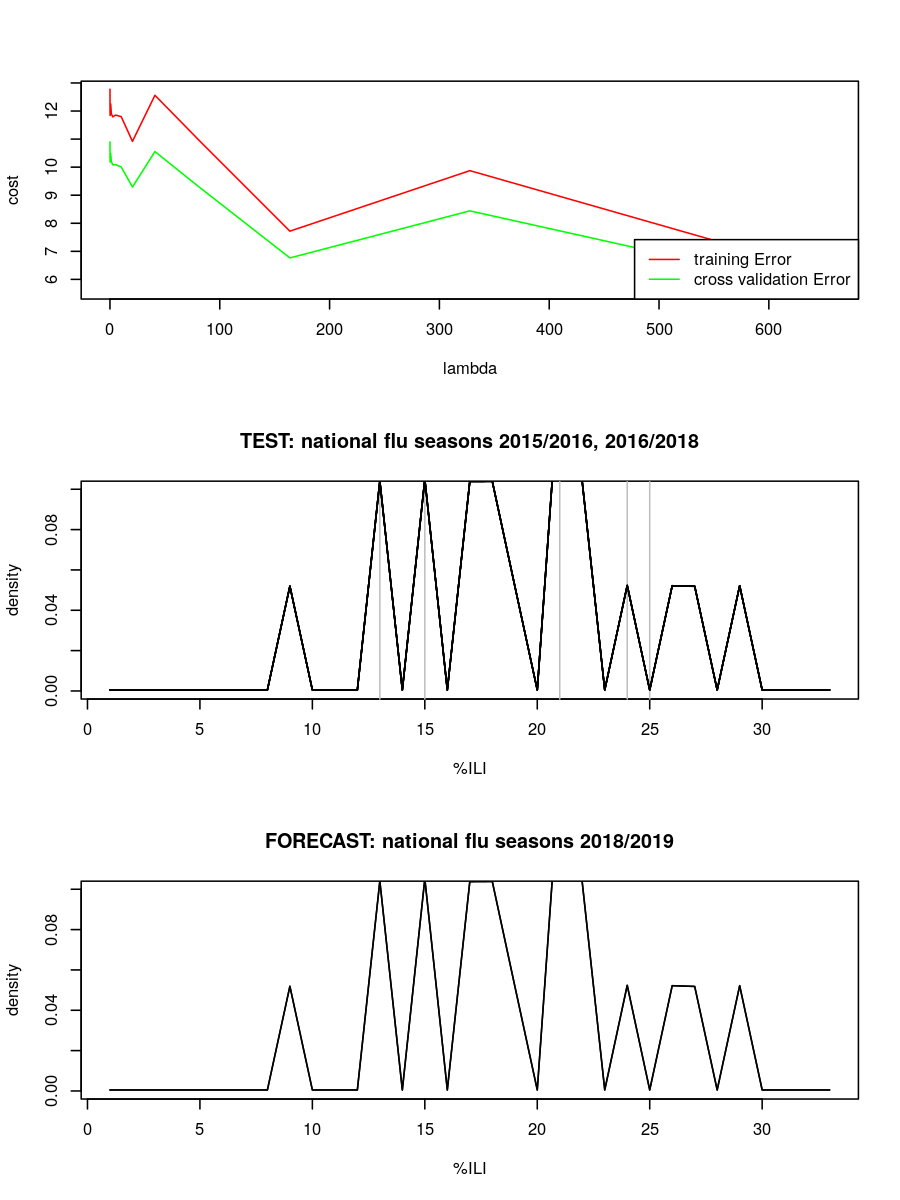 12
10
9
8
7
6
cost
training Error
cross validation Error
0 100 200 300 400 500 600
lambda
TEST: national flu seasons 2015/2016, 2016/2018
0.08
0.04
0.00
density
0 5 10 15 20 25 30
%ILI
FORECAST: national flu seasons 2018/2019
0.08
0.04
0.00
density
0 5 10 15 20 25 30
%ILI